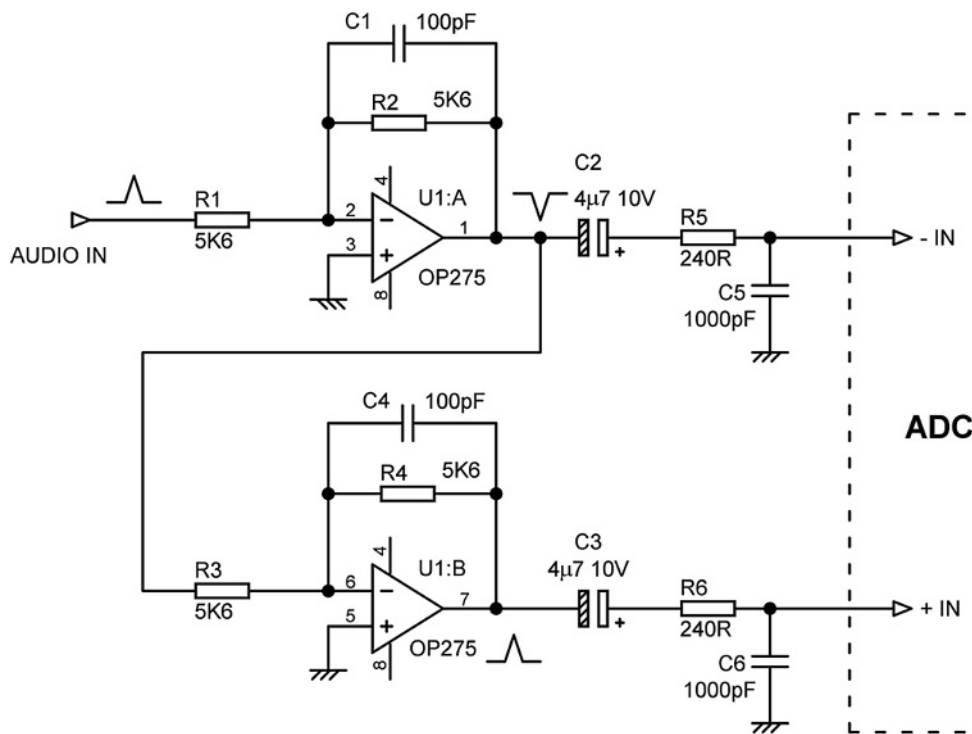 C1 100pF
R2 5K6
C2
4µ7 10V
4
U1:A
R1
5K6
2
3
−
+
1
8
OP275
R5
240R
- IN
AUDIO IN
+
C5
1000pF
C4 100pF
R4 5K6
ADC
C3
4µ7 10V
4
U1:B
R3
5K6
6
5
−
+
7
8
OP275
R6
240R
+ IN
+
C6
1000pF